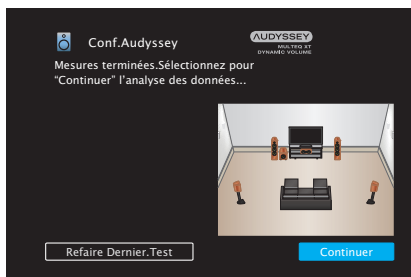 Conf.Audyssey
AUDYSSEY
MULTEQ XT
DYNAMIC VOLUME
Mesures terminées.Sélectionnez pour
"Continuer" l'analyse des données...
Refaire Dernier.Test
Continuer